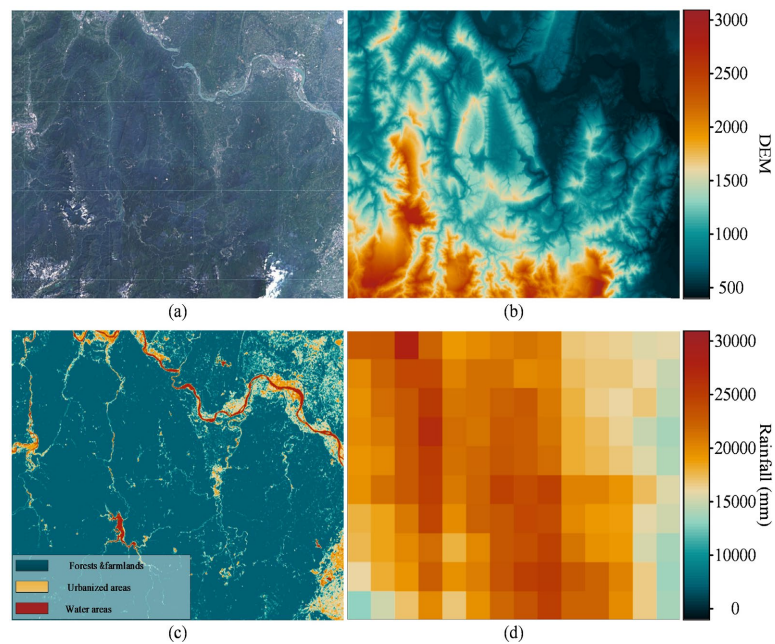 3000
2500
2000
1500
1000
500
DEM
(a)
(b)
Forests &farmlands
Urbanized areas
Water areas
30000
25000
20000
15000
10000
0
Rainfall (mm)
(c)
(d)